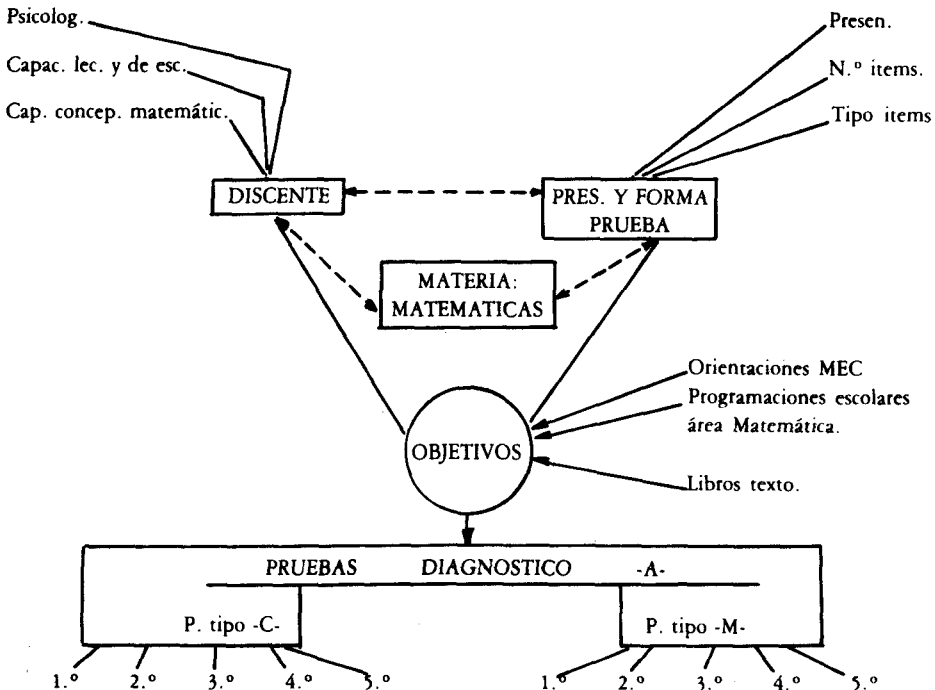 Psicolog.
Capac. lec. y de esc.
Cap. concep. matemátic.
Presen.
N.º items.
Tipo items
DISCENTE
PRES. Y FORMA
PRUEBA
MATERIA:
MATEMATICAS
Orientaciones MEC
Programaciones escolares
área Matemática.
Libros texto.
OBJETIVOS
PRUEBAS DIAGNOSTICO -A-
P. tipo -C-
P. tipo -M-
1.º 2.º 3.º 4.º 5.º
1.º 2.º 3.º 4.º 5.º